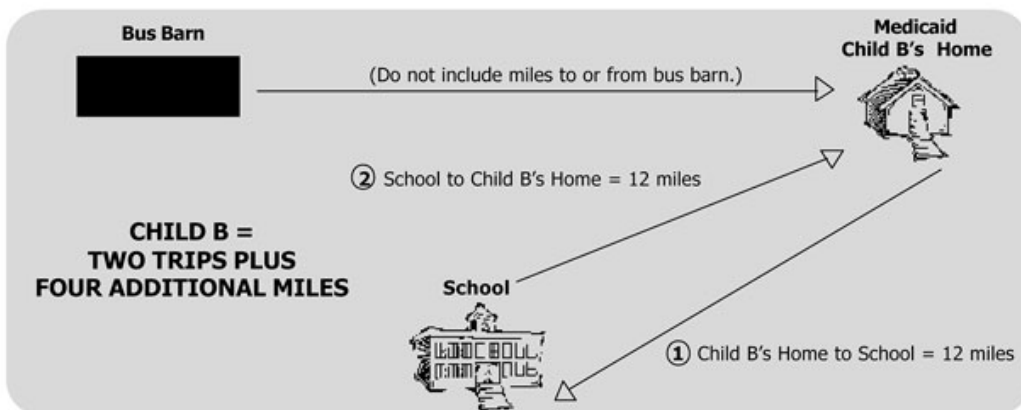 Bus Barn
Medicaid
Child B's Home
(Do not include miles to or from bus barn.)
② School to Child B's Home = 12 miles
CHILD B =
TWO TRIPS PLUS
FOUR ADDITIONAL MILES
School
① Child B's Home to School = 12 miles